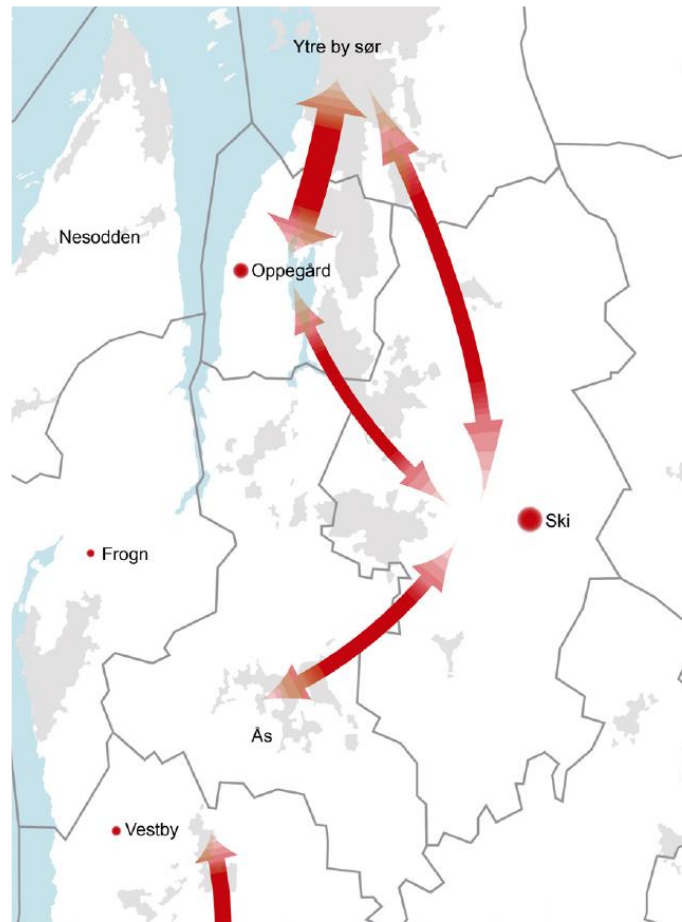 Ytre by sør
Nesodden
Oppegård
Ski
Frogn
Ås
Vestby